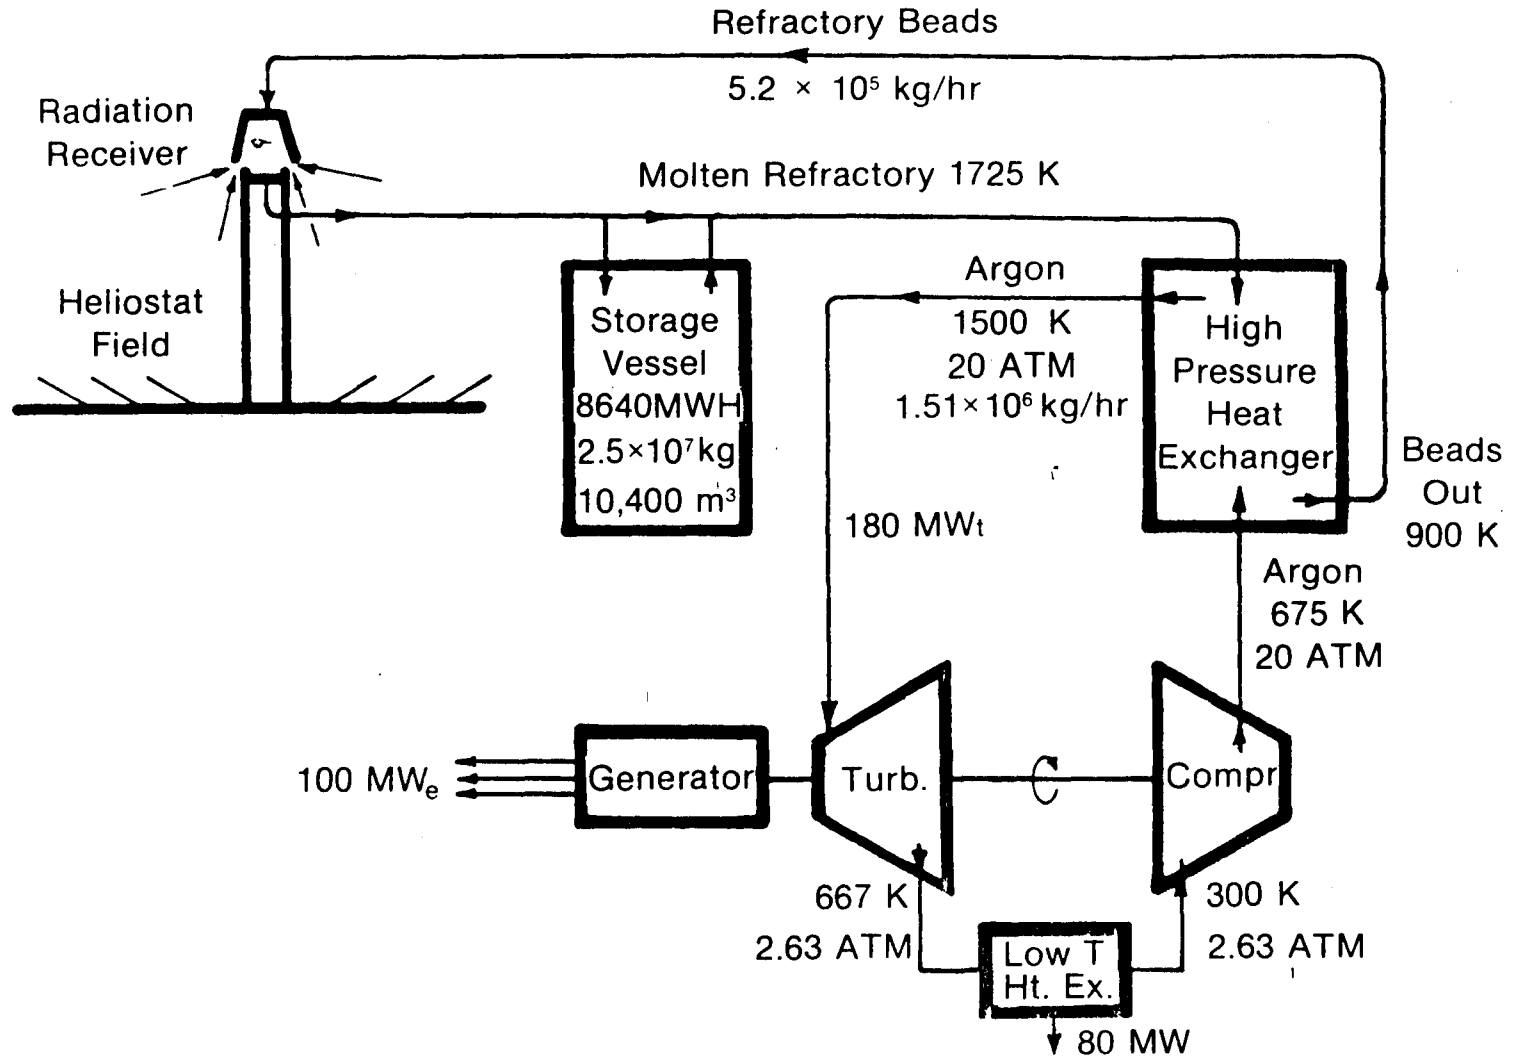 Refractory Beads
5.2 × 10⁵ kg/hr
Radiation
Receiver
Molten Refractory 1725 K
Heliostat
Field
Storage
Vessel
8640MWH
2.5×10⁷kg
10,400 m³
Argon
1500 K
20 ATM
1.51×10⁶kg/hr
High
Pressure
Heat
Exchanger
Beads
Out
900 K
180 MWt
Argon
675 K
20 ATM
100 MWₑ
Generator
Turb.
Compr
667 K
2.63 ATM
300 K
2.63 ATM
Low T
Ht. Ex.
80 MW